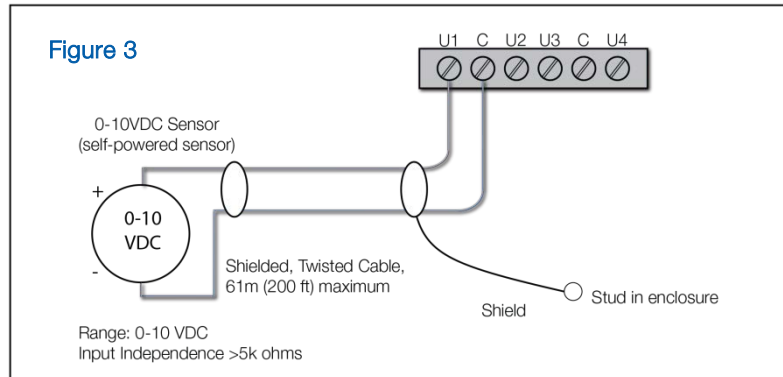 Figure 3
U1 C U2 U3 C U4
0-10VDC Sensor
(self-powered sensor)
+
0-10
VDC
-
Shielded, Twisted Cable,
61m (200 ft) maximum
Shield
Stud in enclosure
Range: 0-10 VDC
Input Independence >5k ohms